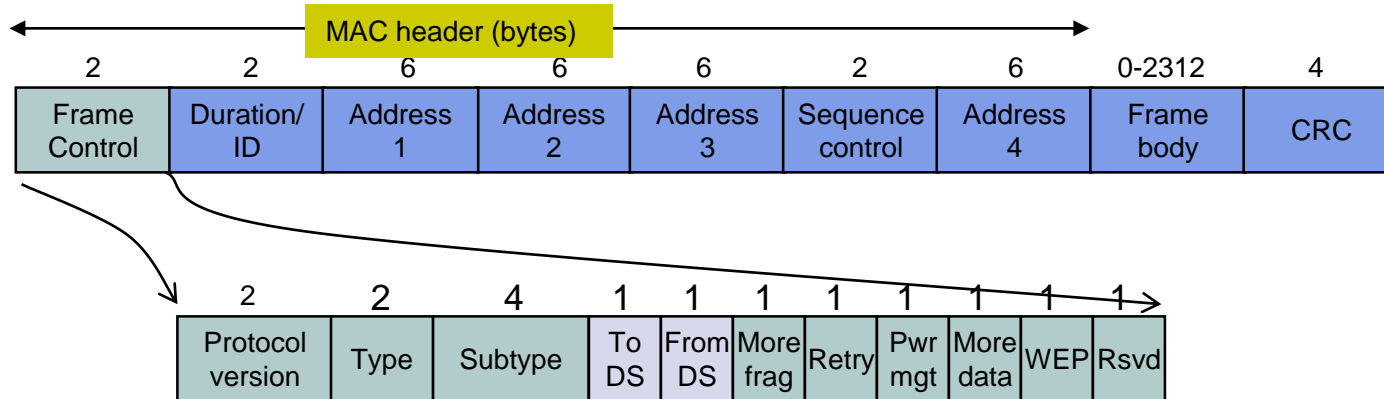 MAC header (bytes)
2 2 6 6 6 2 6 0-2312 4
Frame Duration/ Address Address Address Sequence Address Frame CRC
Control ID 1 2 3 control 4 body
2 2 4 1 1 1 1 1 1 1 1
Protocol Type Subtype To From More Retry Pwr More WEP Rsvd
version DS DS frag mgt data